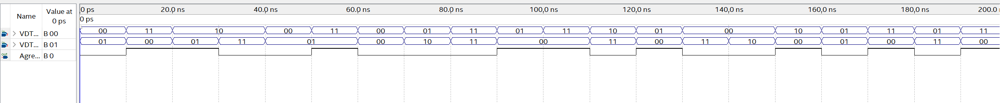 0 ps 20.0 ns 40.0 ns 60.0 ns 80.0 ns 100.0 ns 120.0 ns 140.0 ns 160.0 ns 180.0 ns 200.0
Name Value at 0 ps
0 ps
in > VDT... B 00 00 11 10 00 11 00 01 11 01 11 10 01 00 10 01 11 01 11
in > VDT... B 01 01 00 01 11 01 00 10 11 00 11 00 11 10 00 01 00 11 00
out Agre... B 0